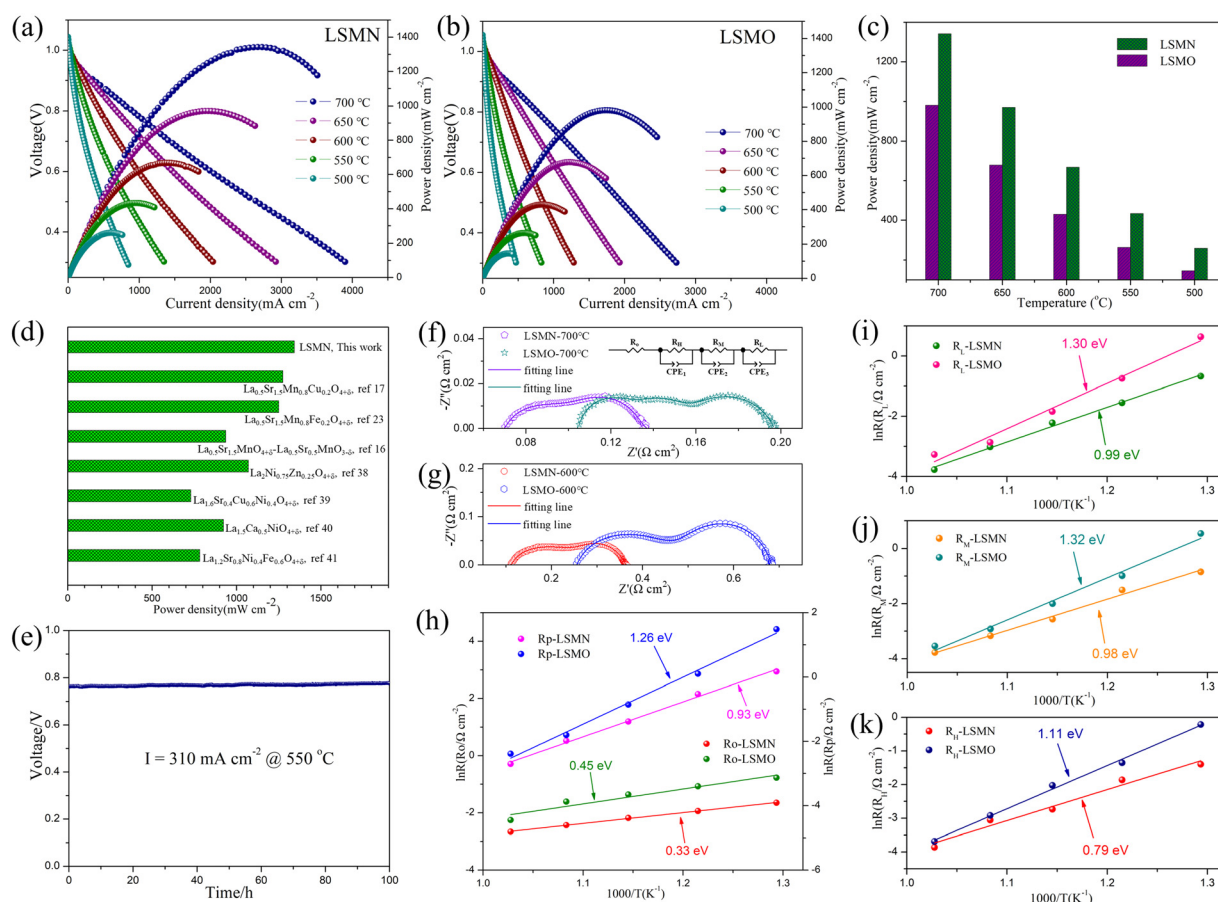 (a)
LSMN
1.0
0.8
0.6
0.4
Voltage(V)
700 ℃
650 ℃
600 ℃
550 ℃
500 ℃
1400
1200
1000
800
600
400
200
0
Power density(mW cm-2)
0 1000 2000 3000 4000
Current density(mA cm-2)
(b)
LSMO
1.0
0.8
0.6
0.4
Voltage(V)
700 ℃
650 ℃
600 ℃
550 ℃
500 ℃
1400
1200
1000
800
600
400
200
0
Power density(mW cm-2)
0 1000 2000 3000 4000
Current density(mA cm-2)
(c)
LSMN
LSMO
1200
800
400
Power density(mW cm-2)
700 650 600 550 500
Temperature (oC)
(d)
LSMN, This work
La0.5Sr1.5Mn0.8Cu0.2O4+δ, ref 17
La0.5Sr1.5Mn0.8Fe0.2O4+δ, ref 23
La0.5Sr1.5MnO4+δ-La0.5Sr0.5MnO3-δ, ref 16
La2Ni0.75Zn0.25O4+δ, ref 38
La1.6Sr0.4Cu0.6Ni0.4O4+δ, ref 39
La1.5Ca0.5NiO4+δ, ref 40
La1.2Sr0.8Ni0.4Fe0.6O4+δ, ref 41
0 500 1000 1500
Power density(mW cm-2)
(e)
1.0
0.8
0.6
0.4
0.2
0.0
Voltage/V
I = 310 mA cm-2 @ 550 oC
0 20 40 60 80 100
Time/h
(f)
LSMN-700℃
LSMO-700℃
fitting line
fitting line
Ro RH RM RL
CPE1 CPE2 CPE3
-0.04
-0.02
0.00
-Z''(Ω cm2)
0.08 0.12 0.16 0.20
Z'(Ω cm2)
(g)
LSMN-600℃
LSMO-600℃
fitting line
fitting line
-0.2
-0.1
0.0
-Z''(Ω cm2)
0.2 0.4 0.6
Z'(Ω cm2)
(h)
Rp-LSMN
Rp-LSMO
1.26 eV
0.93 eV
Ro-LSMN
Ro-LSMO
0.45 eV
0.33 eV
4
2
0
-2
-4
lnR(Ro/Ω cm-2)
2
0
-2
-4
-6
lnR(Rp/Ω cm-2)
1.0 1.1 1.2 1.3
1000/T(K-1)
(i)
RL-LSMN
RL-LSMO
1.30 eV
0.99 eV
0
-2
-4
lnR(RL/Ω cm-2)
1.0 1.1 1.2 1.3
1000/T(K-1)
(j)
RM-LSMN
RM-LSMO
1.32 eV
0.98 eV
0
-1
-2
-3
-4
lnR(RM/Ω cm-2)
1.0 1.1 1.2 1.3
1000/T(K-1)
(k)
RL-LSMN
RH-LSMO
1.11 eV
0.79 eV
0
-1
-2
-3
-4
lnR(RH/Ω cm-2)
1.0 1.1 1.2 1.3
1000/T(K-1)